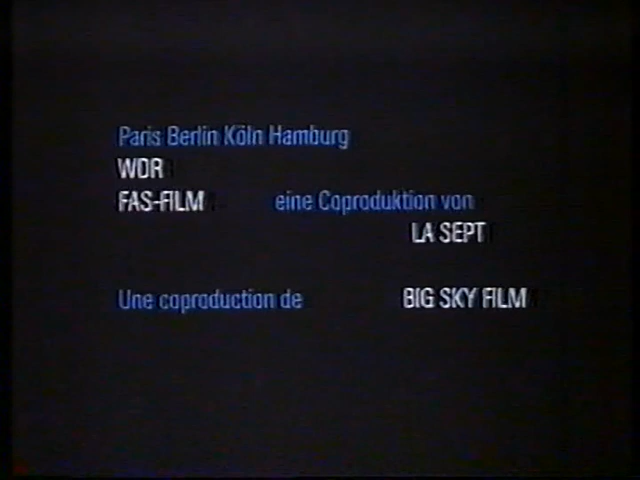 Paris Berlin Köln Hamburg
WDR
FAS-FILM eine Coproduktion von
LA SEPT
Une coproduction de BIG SKY FILM